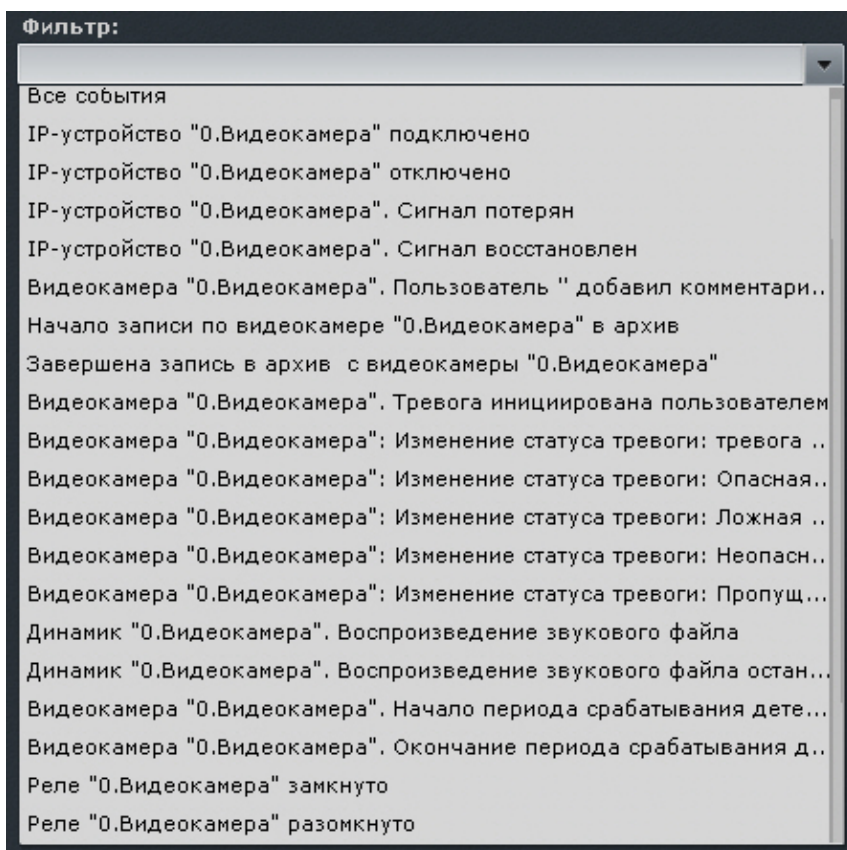 Фильтр:
Все события
IP-устройство "0.Видеокамера" подключено
IP-устройство "0.Видеокамера" отключено
IP-устройство "0.Видеокамера". Сигнал потерян
IP-устройство "0.Видеокамера". Сигнал восстановлен
Видеокамера "0.Видеокамера". Пользователь '' добавил комментари..
Начало записи по видеокамере "0.Видеокамера" в архив
Завершена запись в архив  с видеокамеры "0.Видеокамера"
Видеокамера "0.Видеокамера". Тревога инициирована пользователем
Видеокамера "0.Видеокамера": Изменение статуса тревоги: тревога ..
Видеокамера "0.Видеокамера": Изменение статуса тревоги: Опасная..
Видеокамера "0.Видеокамера": Изменение статуса тревоги: Ложная ..
Видеокамера "0.Видеокамера": Изменение статуса тревоги: Неопасн..
Видеокамера "0.Видеокамера": Изменение статуса тревоги: Пропущ...
Динамик "0.Видеокамера". Воспроизведение звукового файла
Динамик "0.Видеокамера". Воспроизведение звукового файла остан...
Видеокамера "0.Видеокамера". Начало периода срабатывания дете...
Видеокамера "0.Видеокамера". Окончание периода срабатывания д..
Реле "0.Видеокамера" замкнуто
Реле "0.Видеокамера" разомкнуто